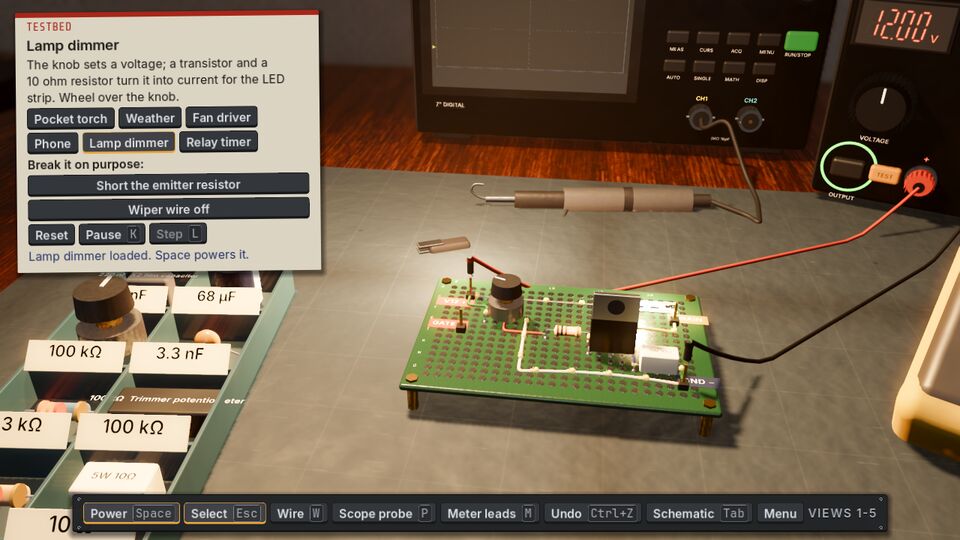 TESTBED
Lamp dimmer
The knob sets a voltage; a transistor and a
10 ohm resistor turn it into current for the LED
strip. Wheel over the knob.
Pocket torch
Weather
Fan driver
Phone
Lamp dimmer
Relay timer
Break it on purpose:
Short the emitter resistor
Wiper wire off
Reset
Pause K
Step L
Lamp dimmer loaded. Space powers it.
MEAS
CURS
ACQ
MENU
RUN/STOP
AUTO
SINGLE
MATH
DISP
7" DIGITAL
CH1
CH2
12.00 v
VOLTAGE
OUTPUT
TEST
+
nF
68 µF
100 kΩ
3.3 nF
Trimmer potentio
eter
3 kΩ
100 kΩ
5W 10Ω
10
GATE
Power Space
Select Esc
Wire W
Scope probe P
Meter leads M
Undo Ctrl+Z
Schematic Tab
Menu
VIEWS 1-5